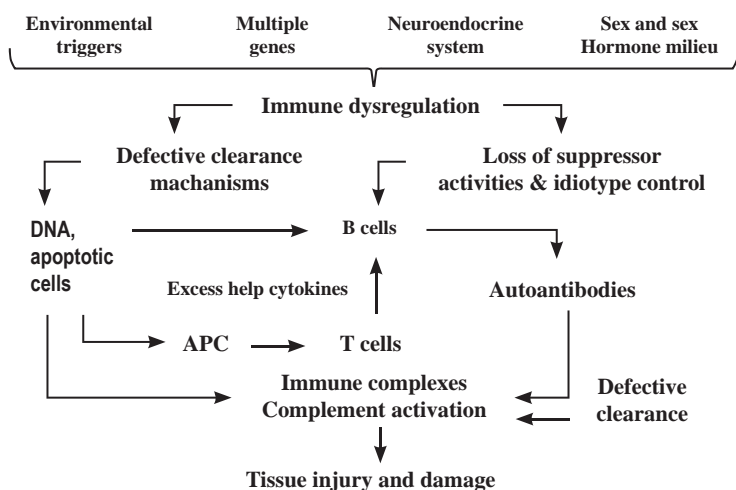 Environmental
triggers
Multiple
genes
Neuroendocrine
system
Sex and sex
Hormone milieu
Immune dysregulation
Defective clearance
machanisms
Loss of suppressor
activities & idiotype control
DNA,
apoptotic
cells
B cells
Excess help cytokines
Autoantibodies
APC
T cells
Immune complexes
Complement activation
Defective
clearance
Tissue injury and damage